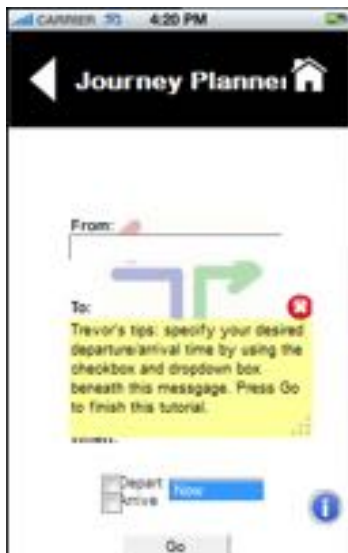 CARRIER 3G 4:20 PM
Journey Planner
From:
To:
Trevor's tips: specify your desired
departure/arrival time by using the
checkbox and dropdown box
beneath this messgage. Press Go
to finish this tutorial.
Depart
Arrive
Now
Go